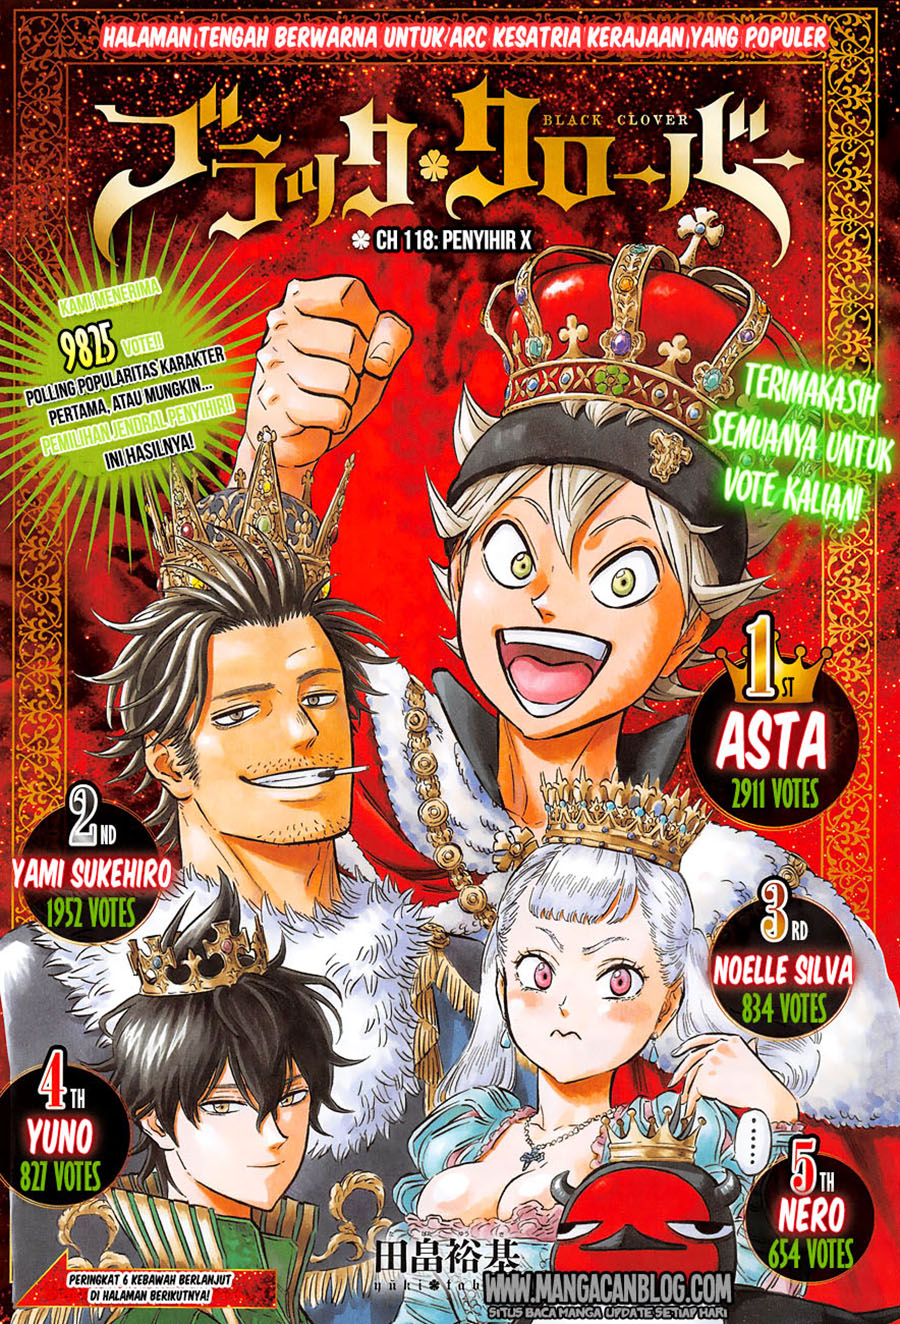 HALAMAN TENGAH BERWARNA UNTUK ARC KESATRIA KERAJAAN YANG POPULER
BLACK CLOVER
ブラック・クローバー
CH 118: PENYIHIR X
KAMI MENERIMA
9825 VOTE!!
POLLING POPULARITAS KARAKTER
PERTAMA, ATAU MUNGKIN...
PEMILIHAN JENDRAL PENYIHIR!!
INI HASILNYA!
TERIMAKASIH
SEMUANYA UNTUK
VOTE KALIAN!
1ST
ASTA
2911 VOTES
2ND
YAMI SUKEHIRO
1952 VOTES
3RD
NOELLE SILVA
834 VOTES
4TH
YUNO
827 VOTES
......
5TH
NERO
654 VOTES
田畠裕基
PERINGKAT 6 KEBAWAH BERLANJUT
DI HALAMAN BERIKUTNYA!
WWW.MANGACANBLOG.COM
SITUS BACA MANGA UPDATE SETIAP HARI